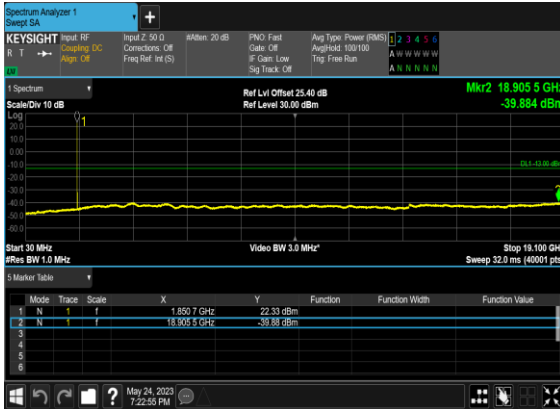 Spectrum Analyzer 1
Swept SA
+
KEYSIGHT Input: RF Input Z: 50 Ω #Atten: 20 dB PNO: Fast Avg Type: Power (RMS) 1 2 3 4 5 6
R T Coupling: DC Corrections: Off Gate: Off Avg|Hold: 100/100 A W W W W W
Align: Off Freq Ref: Int (S) IF Gain: Low Trig: Free Run
LXI Sig Track: Off A N N N N N
1 Spectrum Ref Lvl Offset 25.40 dB Mkr2 18.905 5 GHz
Scale/Div 10 dB Ref Level 30.00 dBm -39.884 dBm
Log
20.0
1
10.0
0.00
-10.0
DL1 -13.00 dBm
-20.0
-30.0
-40.0
-50.0
-60.0
Start 30 MHz Video BW 3.0 MHz* Stop 19.100 GH
#Res BW 1.0 MHz Sweep 32.0 ms (40001 pts
5 Marker Table
Mode Trace Scale X Y Function Function Width Function Value
1 N 1 f 1.850 7 GHz 22.33 dBm
2 N 1 f 18.905 5 GHz -39.88 dBm
3
4
5
6
? May 24, 2023
7:22:55 PM